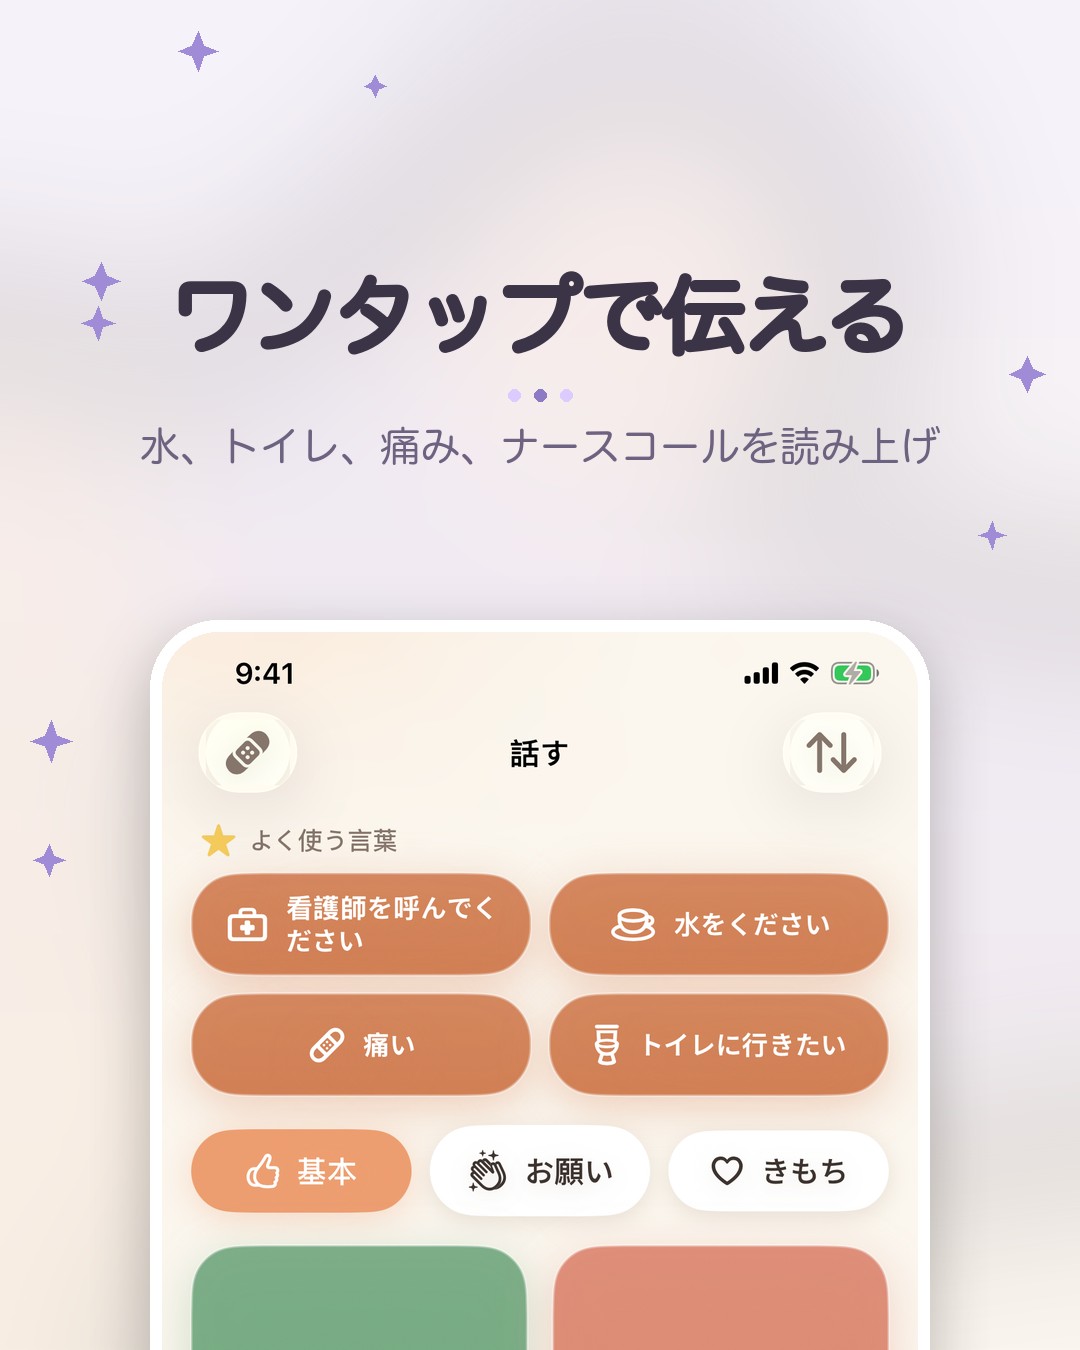 ワンタップで伝える
水、トイレ、痛み、ナースコールを読み上げ
9:41
話す
よく使う言葉
看護師を呼んでく
ださい
水をください
痛い
トイレに行きたい
基本
お願い
きもち